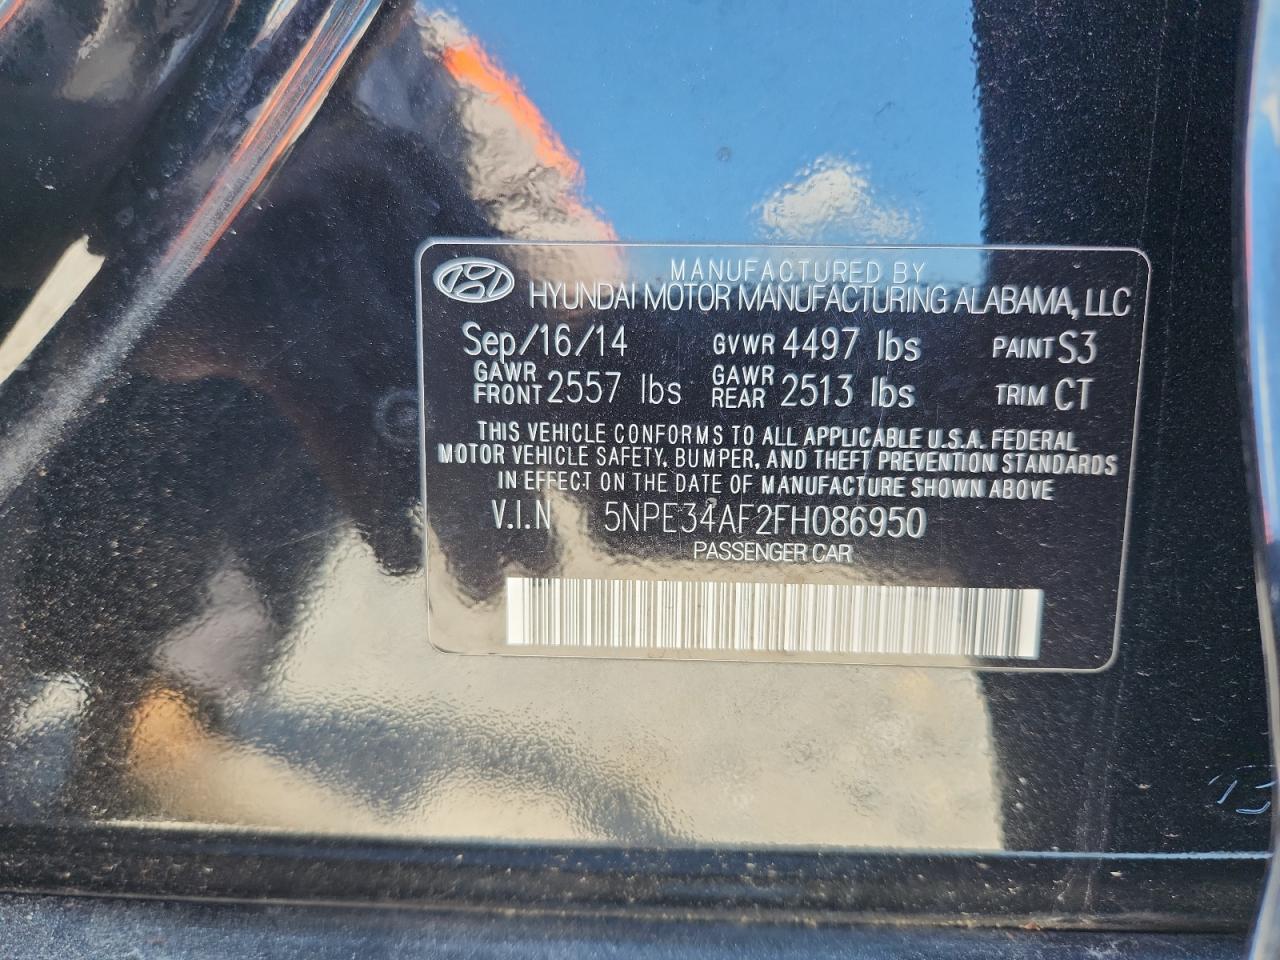 MANUFACTURED BY
HYUNDAI MOTOR MANUFACTURING ALABAMA, LLC
Sep/16/14 GVWR 4497 lbs PAINT S3
GAWR FRONT 2557 lbs GAWR REAR 2513 lbs TRIM CT
THIS VEHICLE CONFORMS TO ALL APPLICABLE U.S.A. FEDERAL
MOTOR VEHICLE SAFETY, BUMPER, AND THEFT PREVENTION STANDARDS
IN EFFECT ON THE DATE OF MANUFACTURE SHOWN ABOVE
V.I.N 5NPE34AF2FH086950
PASSENGER CAR